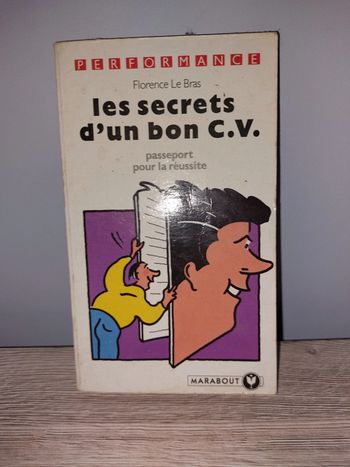 PERFORMANCE
Florence Le Bras
les secrets
d'un bon C.V.
passeport
pour la réussite
MARABOUT